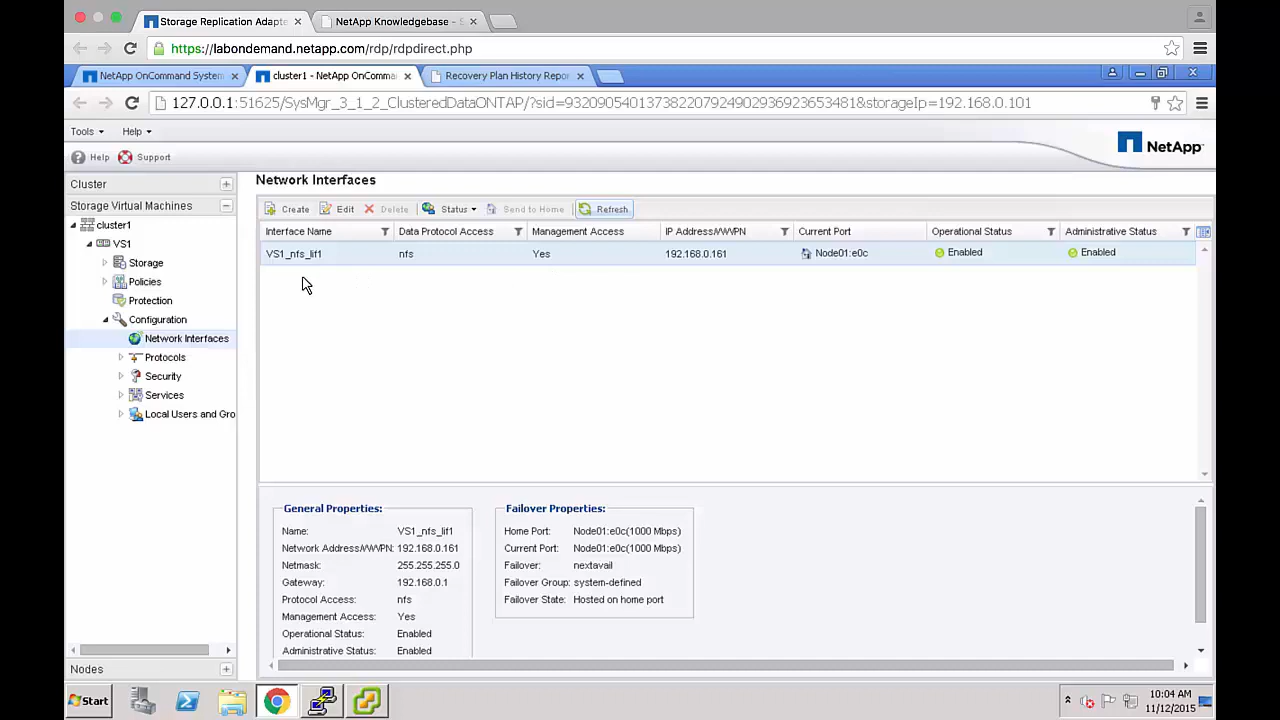 Storage Replication Adapte
NetApp Knowledgebase - S
https://labondemand.netapp.com/rdp/rdpdirect.php
NetApp OnCommand System
cluster1 - NetApp OnComma
Recovery Plan History Repor
127.0.0.1:51625/SysMgr_3_1_2_ClusteredDataONTAP/?sid=9320905401373822079249029369236534​81&storageIp=192.168.0.101
Tools Help
NetApp
Help Support
Cluster
Storage Virtual Machines
cluster1
VS1
Storage
Policies
Protection
Configuration
Network Interfaces
Protocols
Security
Services
Local Users and Gro
Nodes
Network Interfaces
Create Edit Delete Status Send to Home Refresh
Interface Name Data Protocol Access Management Access IP Address/WWPN Current Port Operational Status Administrative Status
VS1_nfs_lif1 nfs Yes 192.168.0.161 Node01:e0c Enabled Enabled
General Properties:
Name: VS1_nfs_lif1
Network Address/WWPN: 192.168.0.161
Netmask: 255.255.255.0
Gateway: 192.168.0.1
Protocol Access: nfs
Management Access: Yes
Operational Status: Enabled
Administrative Status: Enabled
Failover Properties:
Home Port: Node01:e0c(1000 Mbps)
Current Port: Node01:e0c(1000 Mbps)
Failover: nextavail
Failover Group: system-defined
Failover State: Hosted on home port
Start
10:04 AM
11/12/2015